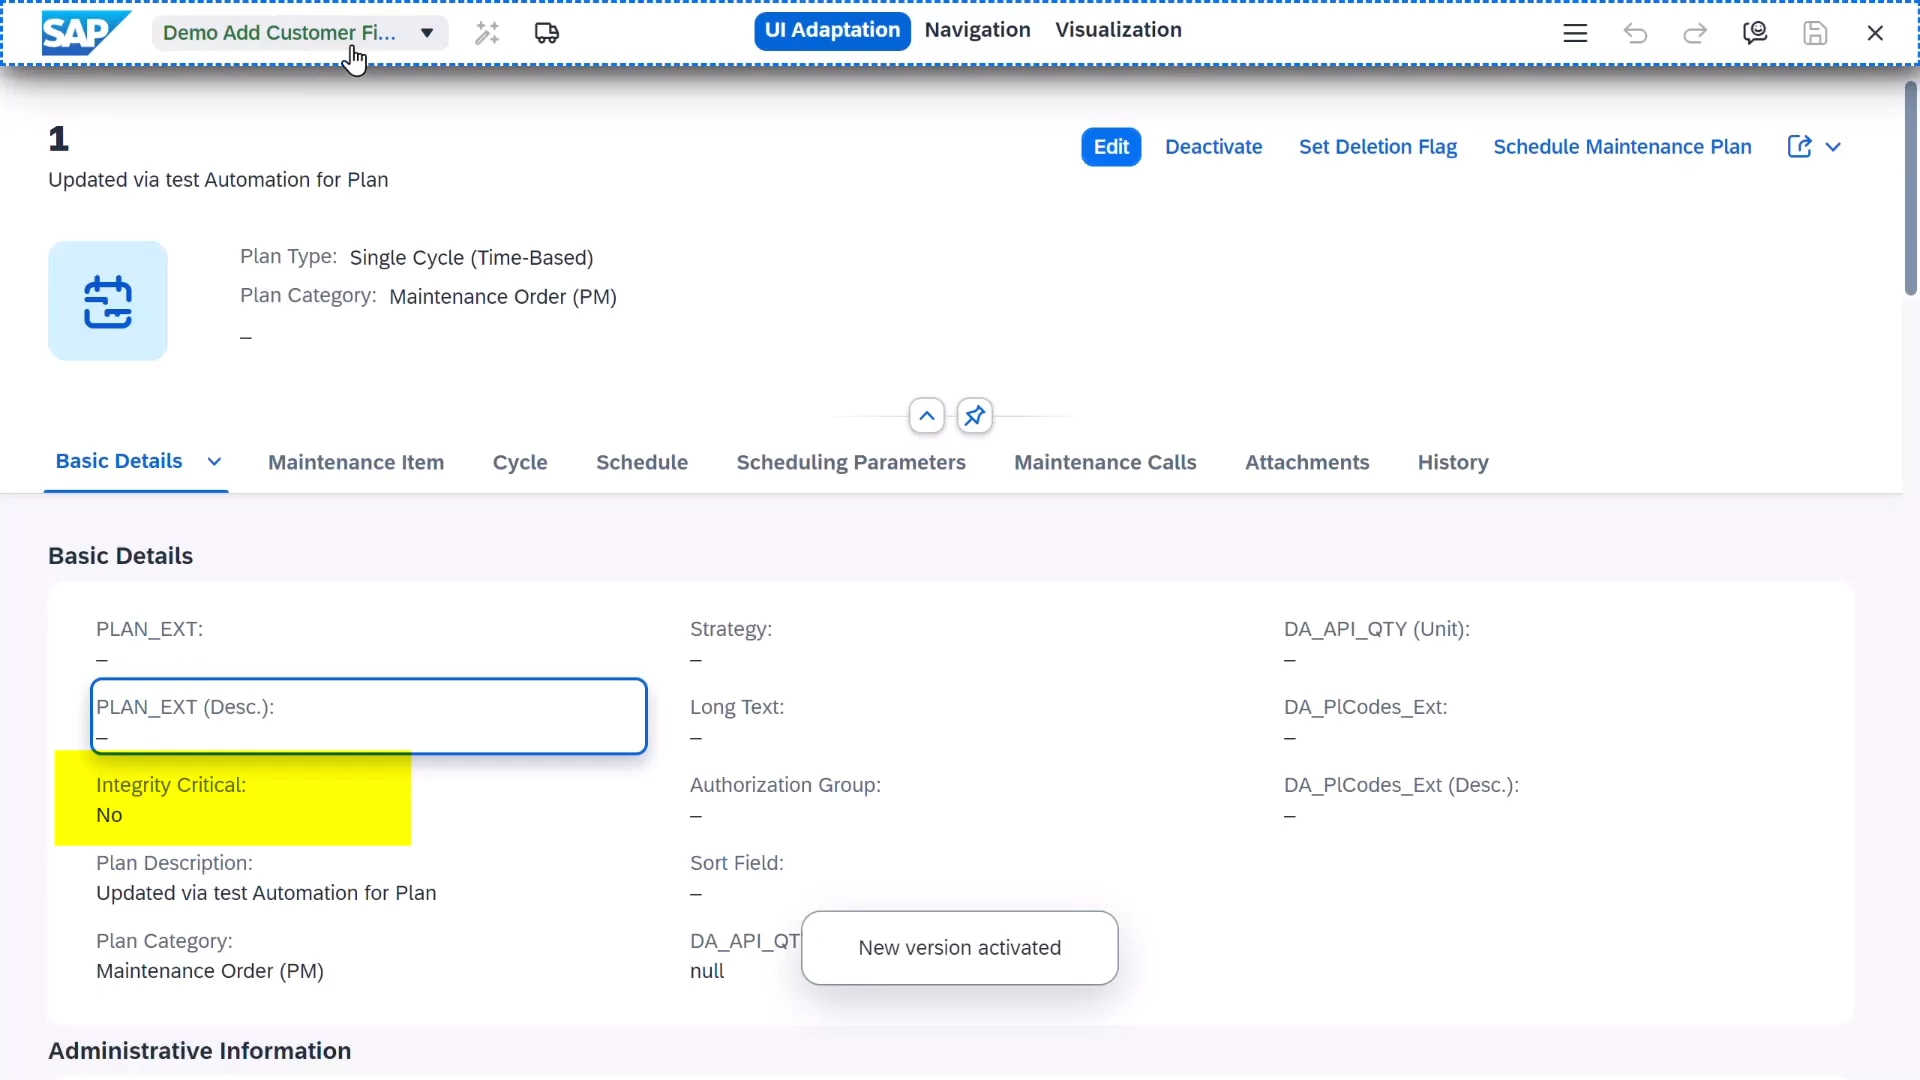 SAP Demo Add Customer Fi... UI Adaptation Navigation Visualization
1
Updated via test Automation for Plan
Edit Deactivate Set Deletion Flag Schedule Maintenance Plan
Plan Type: Single Cycle (Time-Based)
Plan Category: Maintenance Order (PM)
–
Basic Details Maintenance Item Cycle Schedule Scheduling Parameters Maintenance Calls Attachments History
Basic Details
PLAN_EXT:
–
PLAN_EXT (Desc.):
–
Integrity Critical:
No
Plan Description:
Updated via test Automation for Plan
Plan Category:
Maintenance Order (PM)
Strategy:
–
Long Text:
–
Authorization Group:
–
Sort Field:
–
DA_API_QT
null
DA_API_QTY (Unit):
–
DA_PlCodes_Ext:
–
DA_PlCodes_Ext (Desc.):
–
New version activated
Administrative Information